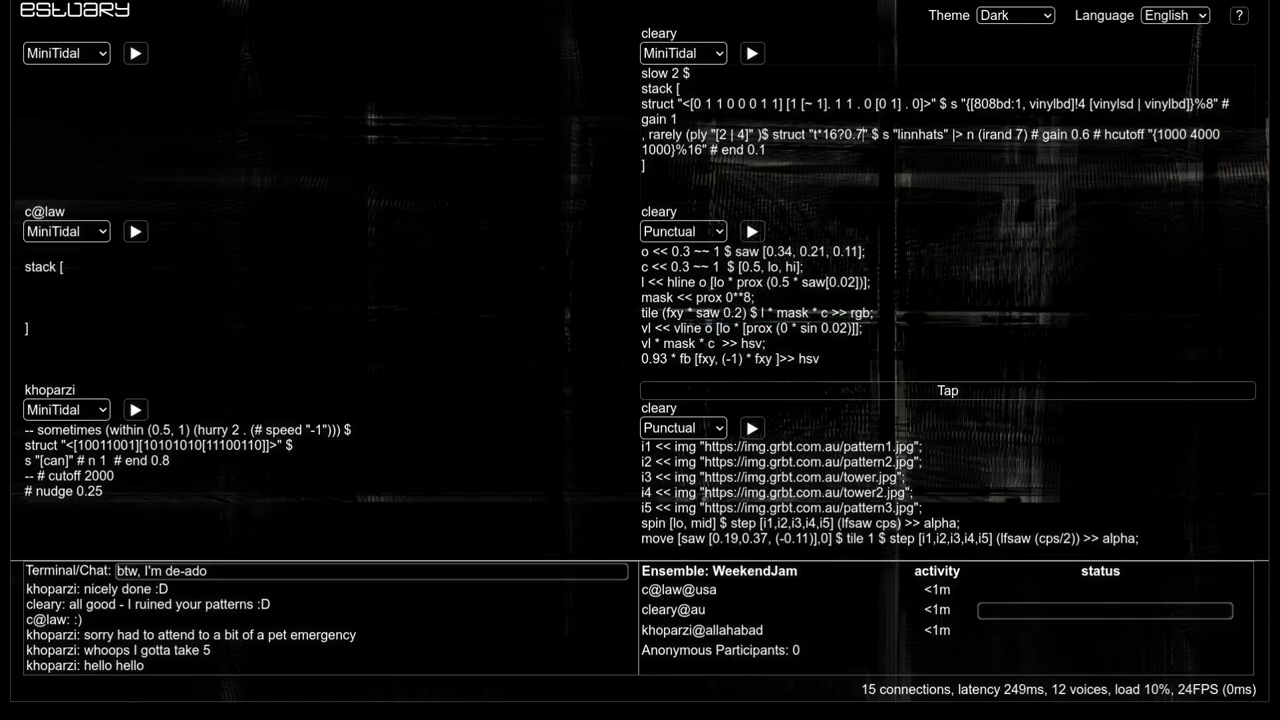 estuary
Theme Dark Language English ?
MiniTidal
c@law
MiniTidal
stack [
]
khoparzi
MiniTidal
-- sometimes (within (0.5, 1) (hurry 2 . (# speed "-1"))) $
struct "<[10011001][10101010[11100110]]>" $
s "[can]" # n 1  # end 0.8
-- # cutoff 2000
# nudge 0.25
cleary
MiniTidal
slow 2 $
stack [
struct "<[0 1 1 0 0 0 1 1] [1 [~ 1]. 1 1 . 0 [0 1] . 0]>" $ s "{[808bd:1, vinylbd]!4 [vinylsd | vinylbd]}%8" #
gain 1
, rarely (ply "[2 | 4]" )$ struct "t*16?0.7" $ s "linnhats" |> n (irand 7) # gain 0.6 # hcutoff "{1000 4000
1000}%16" # end 0.1
]
cleary
Punctual
o << 0.3 ~~ 1 $ saw [0.34, 0.21, 0.11];
c << 0.3 ~~ 1  $ [0.5, lo, hi];
l << hline o [lo * prox (0.5 * saw[0.02])];
mask << prox 0**8;
tile (fxy * saw 0.2) $ l * mask * c >> rgb;
vl << vline o [lo * [prox (0 * sin 0.02)]];
vl * mask * c  >> hsv;
0.93 * fb [fxy, (-1) * fxy ]>> hsv
Tap
cleary
Punctual
i1 << img "https://img.grbt.com.au/pattern1.jpg";
i2 << img "https://img.grbt.com.au/pattern2.jpg";
i3 << img "https://img.grbt.com.au/tower.jpg";
i4 << img "https://img.grbt.com.au/tower2.jpg";
i5 << img "https://img.grbt.com.au/pattern3.jpg";
spin [lo, mid] $ step [i1,i2,i3,i4,i5] (lfsaw cps) >> alpha;
move [saw [0.19,0.37, (-0.11)],0] $ tile 1 $ step [i1,i2,i3,i4,i5] (lfsaw (cps/2)) >> alpha;
Terminal/Chat: btw, I'm de-ado
khoparzi: nicely done :D
cleary: all good - I ruined your patterns :D
c@law: :)
khoparzi: sorry had to attend to a bit of a pet emergency
khoparzi: whoops I gotta take 5
khoparzi: hello hello
Ensemble: WeekendJam activity status
c@law@usa <1m
cleary@au <1m
khoparzi@allahabad <1m
Anonymous Participants: 0
15 connections, latency 249ms, 12 voices, load 10%, 24FPS (0ms)